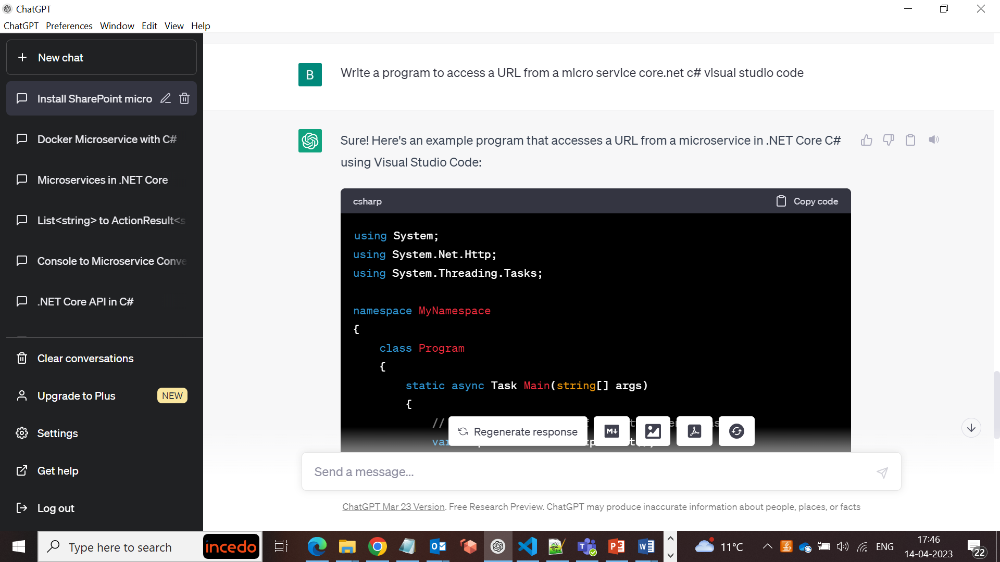 ChatGPT
ChatGPT Preferences Window Edit View Help
New chat
Install SharePoint micro
Docker Microservice with C#
Microservices in .NET Core
List<string> to ActionResult<s
Console to Microservice Conve
.NET Core API in C#
Clear conversations
Upgrade to Plus NEW
Settings
Get help
Log out
B
Write a program to access a URL from a micro service core.net c# visual studio code
Sure! Here's an example program that accesses a URL from a microservice in .NET Core C#
using Visual Studio Code:
csharp Copy code
using System;
using System.Net.Http;
using System.Threading.Tasks;
namespace MyNamespace
{
class Program
{
static async Task Main(string[] args)
{
//
var
Regenerate response
M
Send a message...
ChatGPT Mar 23 Version. Free Research Preview. ChatGPT may produce inaccurate information about people, places, or facts
Type here to search
incedo
11°C
ENG
17:46
14-04-2023
22